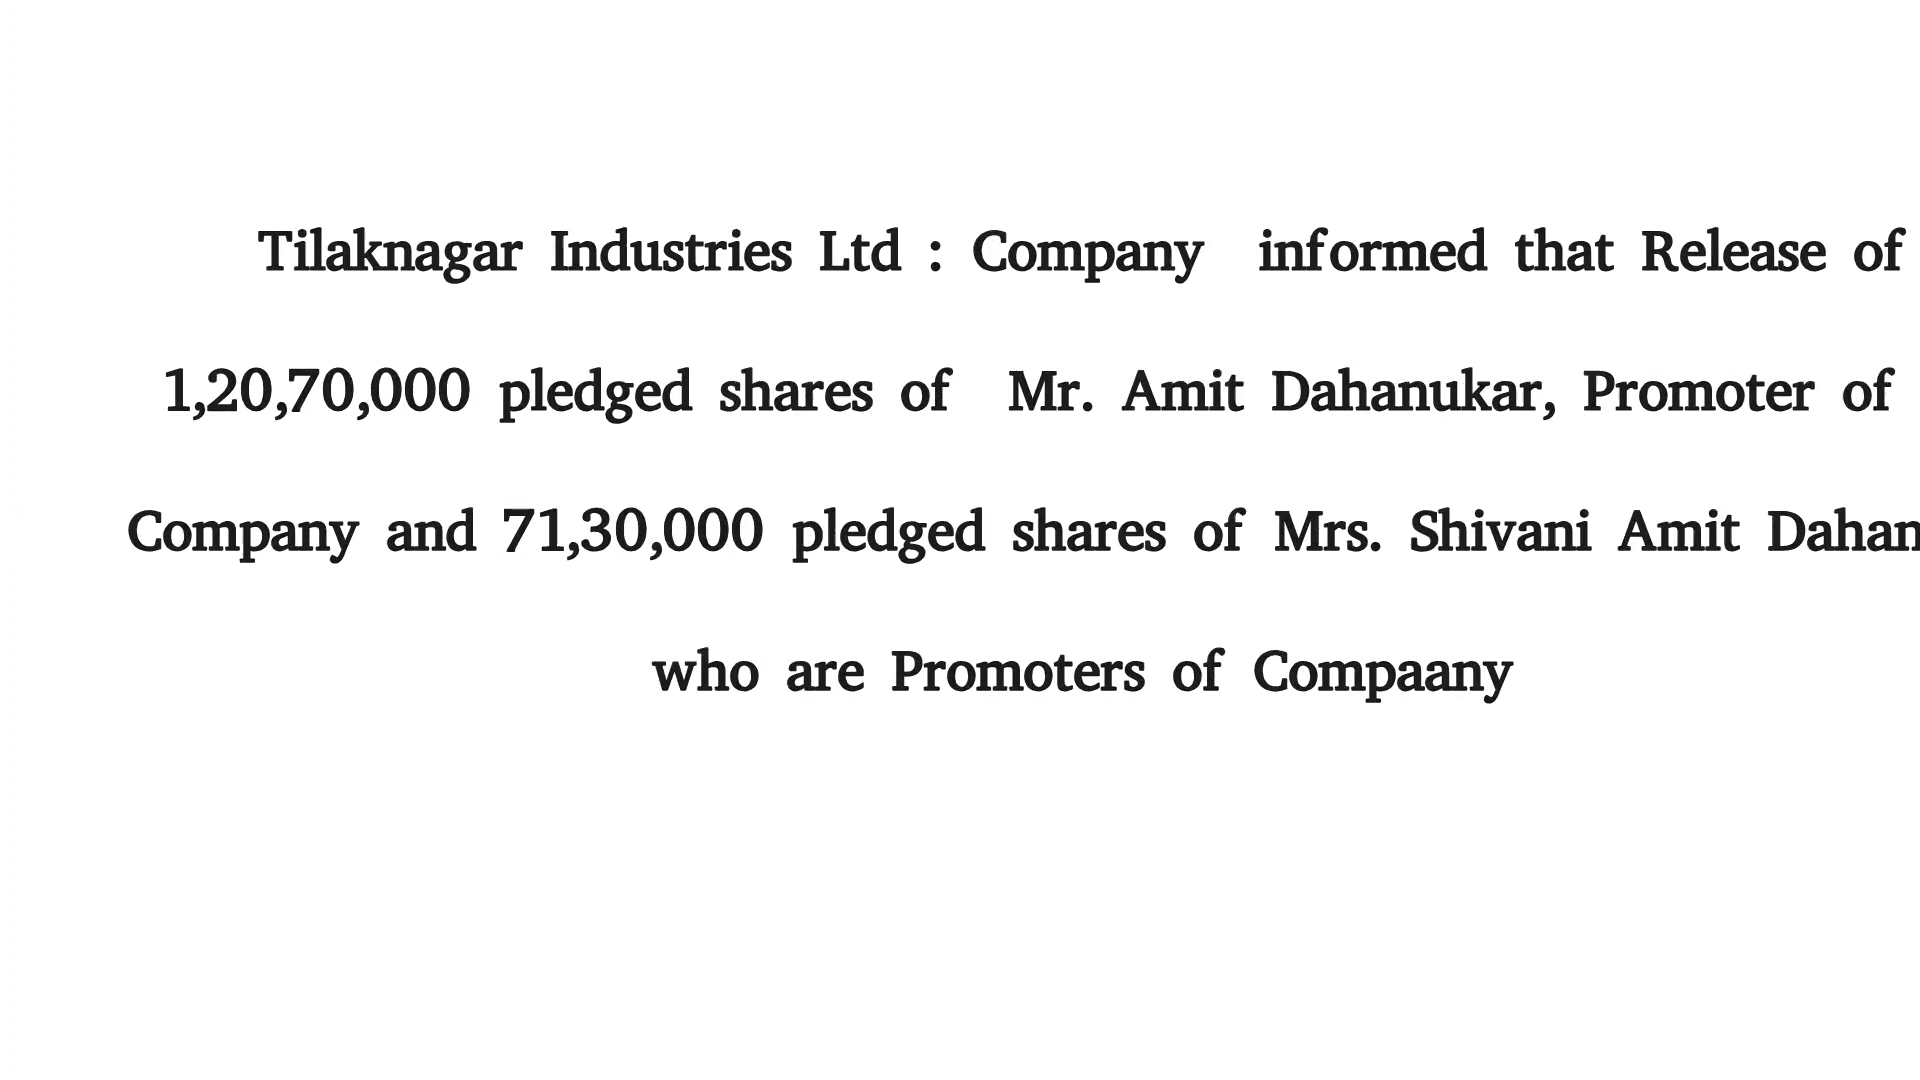 Tilaknagar Industries Ltd : Company informed that Release of
1,20,70,000 pledged shares of Mr. Amit Dahanukar, Promoter of
Company and 71,30,000 pledged shares of Mrs. Shivani Amit
who are Promoters of Compaany